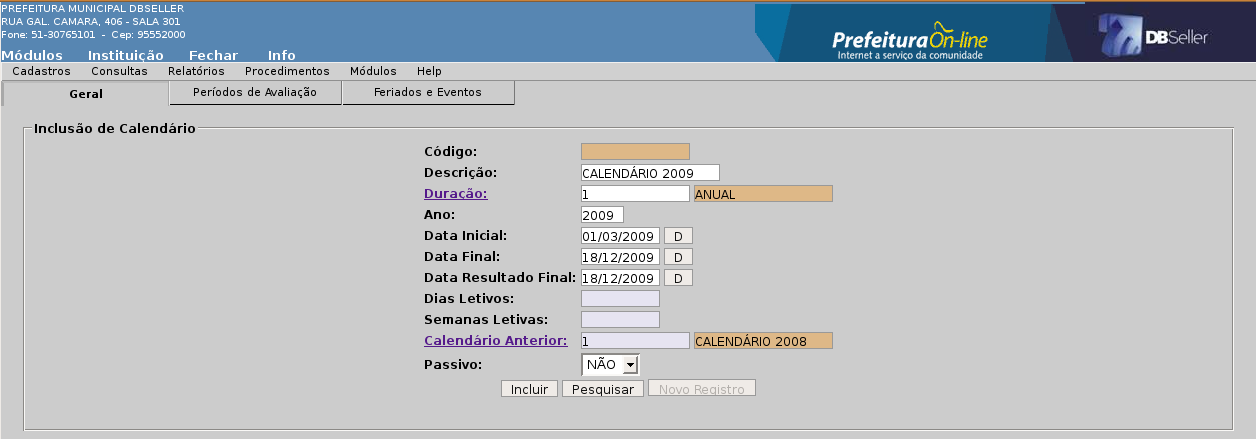 PREFEITURA MUNICIPAL DBSELLER
RUA GAL. CAMARA, 406 - SALA 301
Fone: 51-30765101 - Cep: 95552000
Prefeitura On-line
Internet a serviço da comunidade
DBSeller
Módulos Instituição Fechar Info
Cadastros Consultas Relatórios Procedimentos Módulos Help
Geral Períodos de Avaliação Feriados e Eventos
Inclusão de Calendário
Código:
Descrição: CALENDÁRIO 2009
Duração: 1 ANUAL
Ano: 2009
Data Inicial: 01/03/2009 D
Data Final: 18/12/2009 D
Data Resultado Final: 18/12/2009 D
Dias Letivos:
Semanas Letivas:
Calendário Anterior: 1 CALENDÁRIO 2008
Passivo: NÃO
Incluir Pesquisar Novo Registro